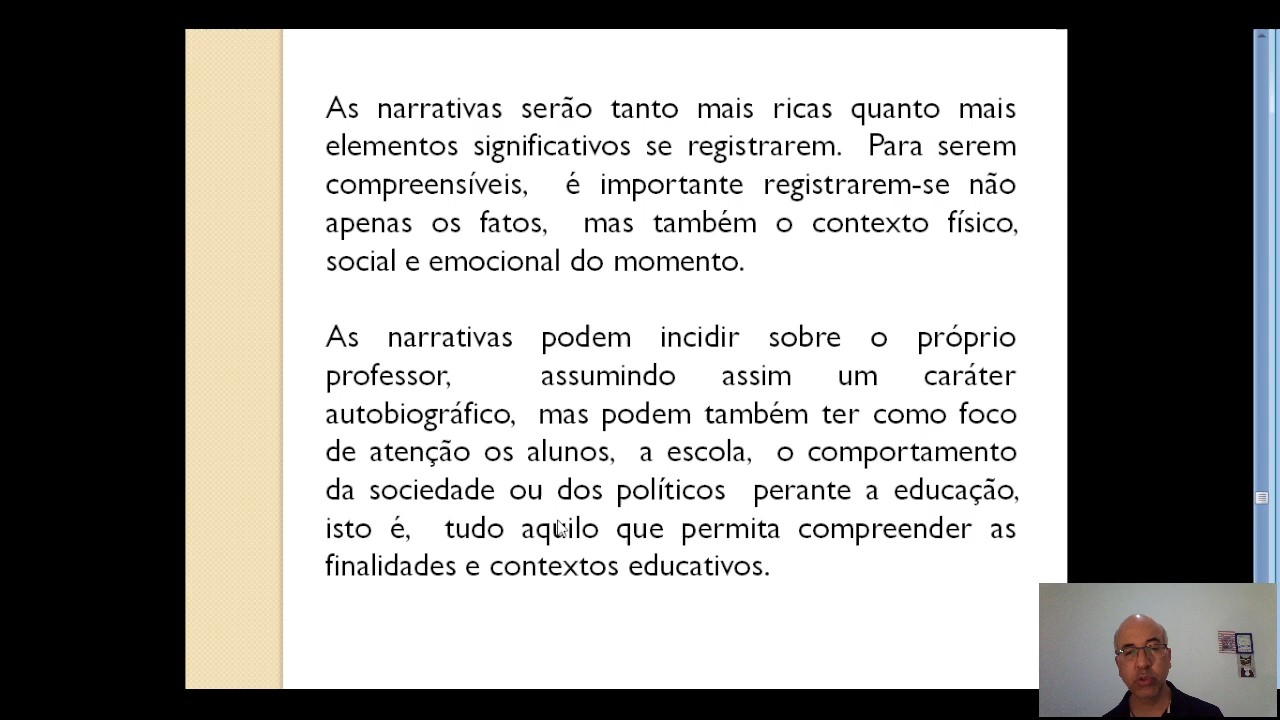 As narrativas serão tanto mais ricas quanto mais
elementos significativos se registrarem. Para serem
compreensíveis, é importante registrarem-se não
apenas os fatos, mas também o contexto físico,
social e emocional do momento.
As narrativas podem incidir sobre o próprio
professor, assumindo assim um caráter
autobiográfico, mas podem também ter como foco
de atenção os alunos, a escola, o comportamento
da sociedade ou dos políticos perante a educação,
isto é, tudo aquilo que permita compreender as
finalidades e contextos educativos.